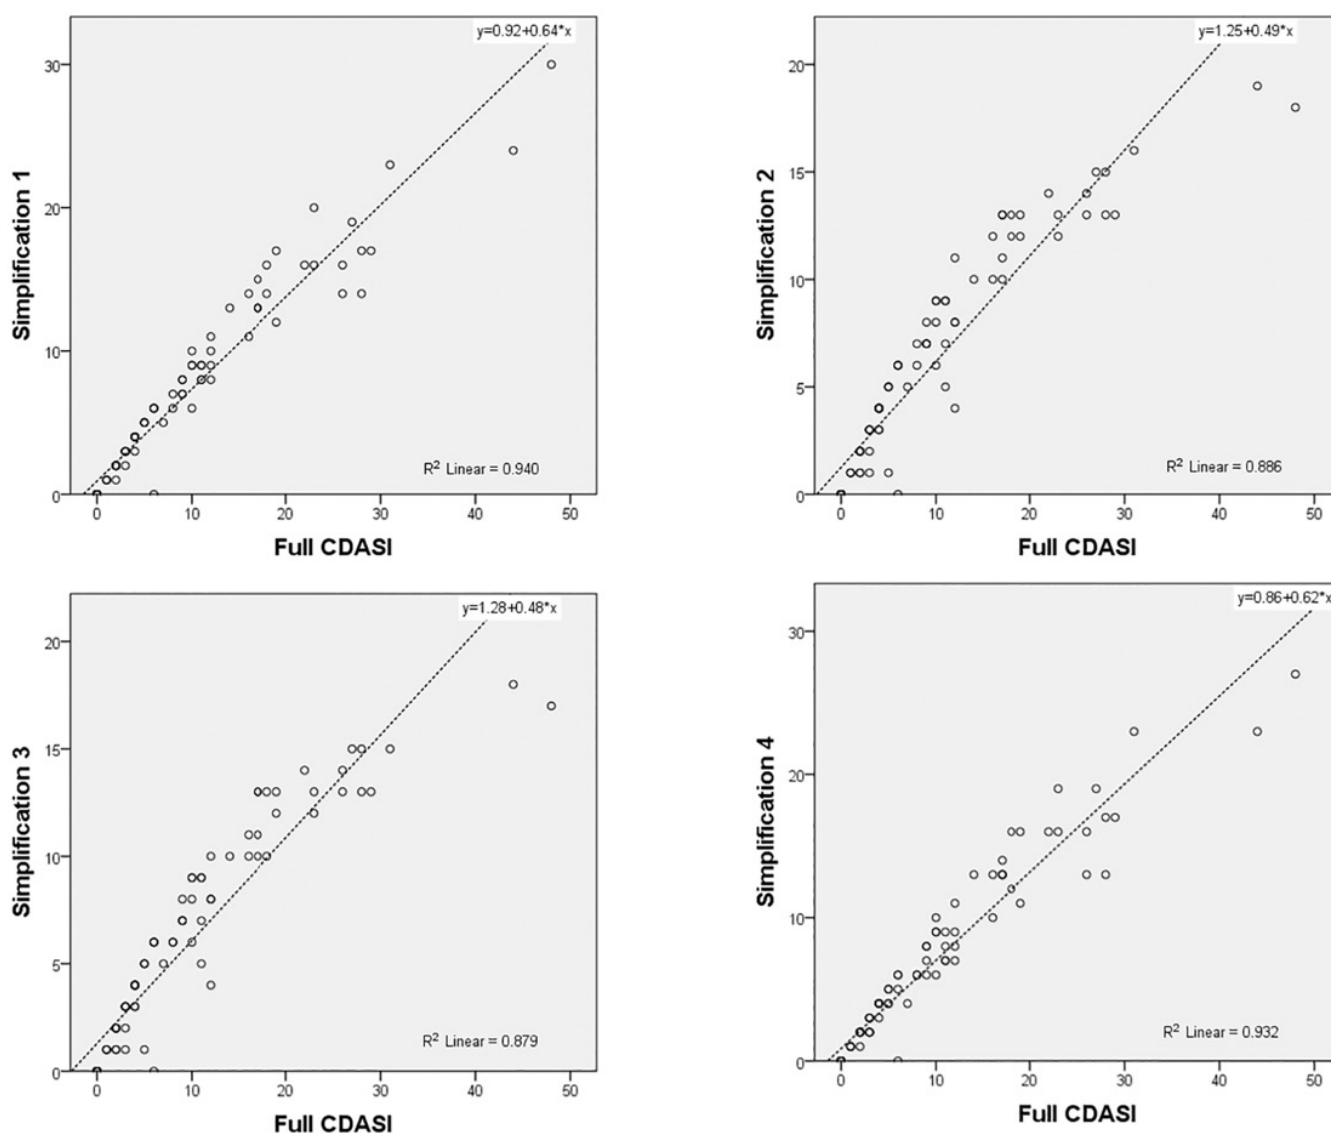 y=0.92+0.64*x
30
20
10
0
Simplification 1
R² Linear = 0.940
0 10 20 30 40 50
Full CDASI
y=1.25+0.49*x
20
15
10
5
0
Simplification 2
R² Linear = 0.886
0 10 20 30 40 50
Full CDASI
y=1.28+0.48*x
20
15
10
5
0
Simplification 3
R² Linear = 0.879
0 10 20 30 40 50
Full CDASI
y=0.86+0.62*x
30
20
10
0
Simplification 4
R² Linear = 0.932
0 10 20 30 40 50
Full CDASI